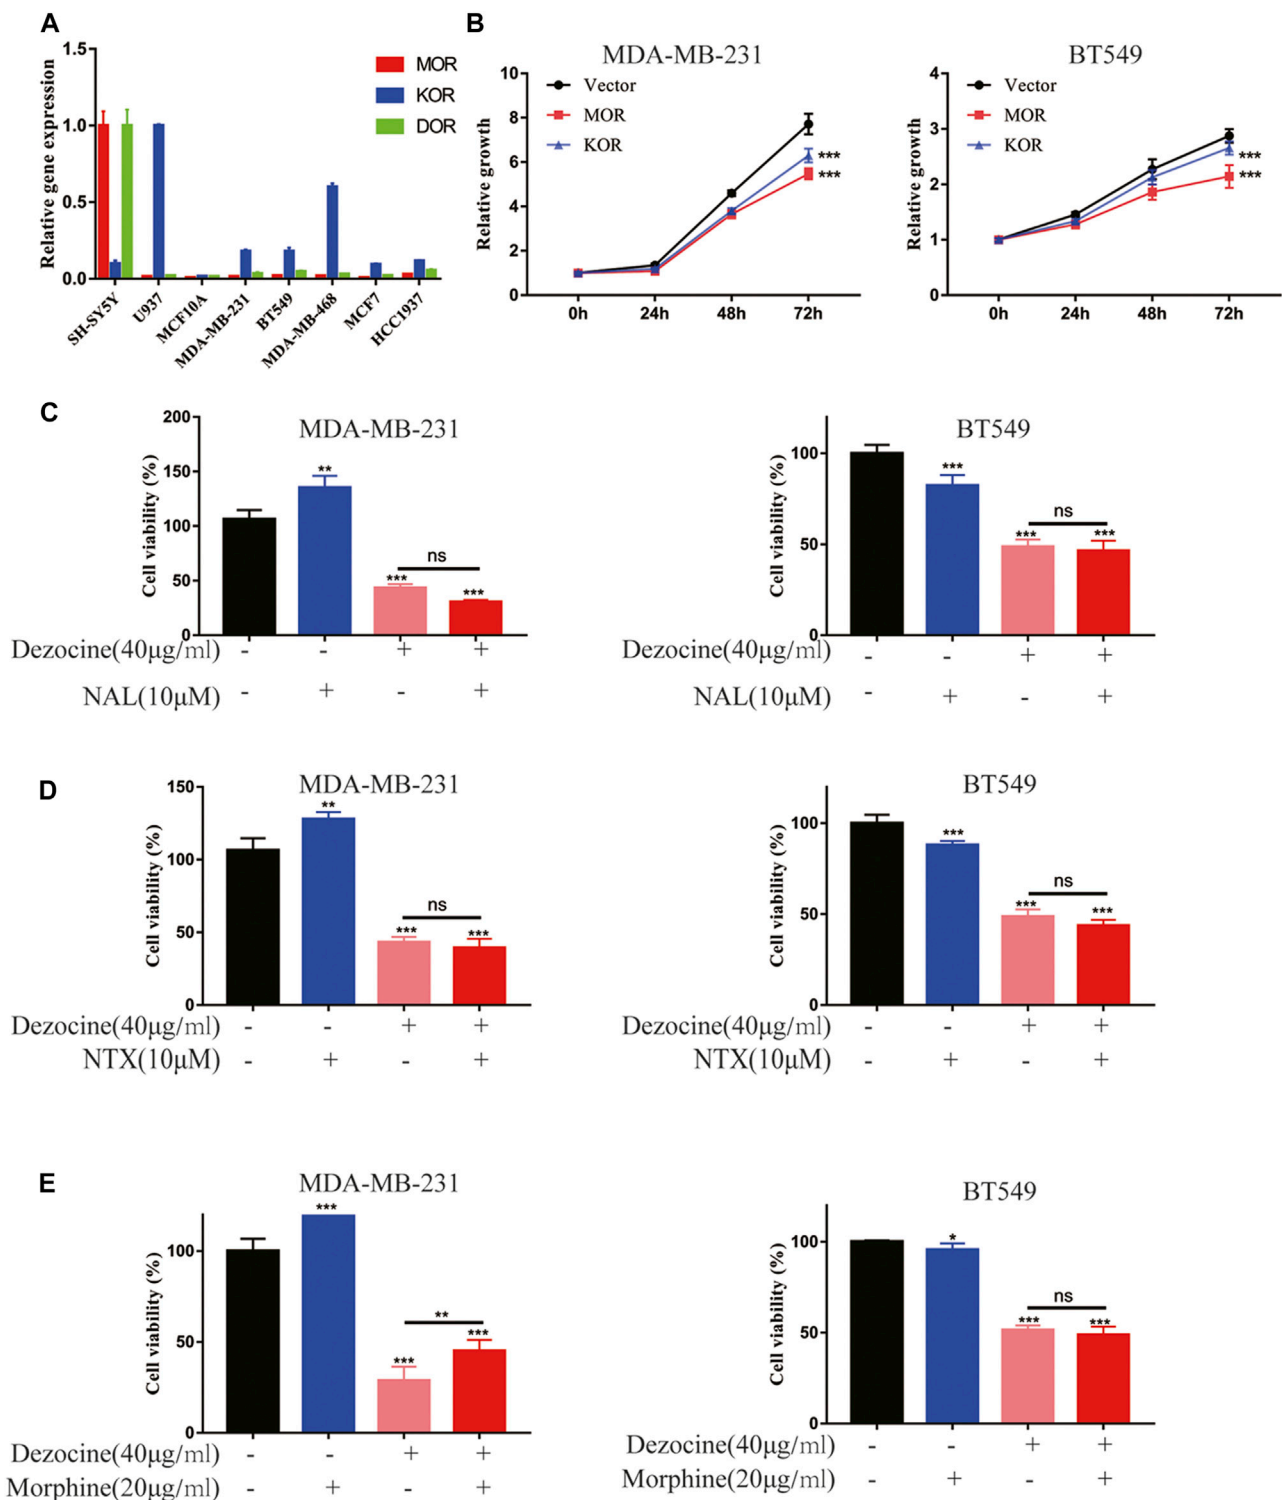 A
1.5
1.0
0.5
0.0
Relative gene expression
MOR
KOR
DOR
SH-SY5Y
U937
MCF10A
MDA-MB-231
BT549
MDA-MB-468
MCF7
HCC1937
B
MDA-MB-231
10
8
6
4
2
0
Relative growth
Vector
MOR
KOR
***
***
0h 24h 48h 72h
BT549
4
3
2
1
0
Relative growth
Vector
MOR
KOR
***
***
0h 24h 48h 72h
C
MDA-MB-231
200
150
100
50
0
Cell viability (%)
**
ns
***
***
Dezocine(40μg/ml) - - + +
NAL(10μM) - + - +
BT549
100
50
0
Cell viability (%)
***
ns
***
***
Dezocine(40μg/ml) - - + +
NAL(10μM) - + - +
D
MDA-MB-231
150
100
50
0
Cell viability (%)
**
ns
***
***
Dezocine(40μg/ml) - - + +
NTX(10μM) - + - +
BT549
100
50
0
Cell viability (%)
***
ns
***
***
Dezocine(40μg/ml) - - + +
NTX(10μM) - + - +
E
MDA-MB-231
100
50
0
Cell viability (%)
***
**
***
***
Dezocine(40μg/ml) - - + +
Morphine(20μg/ml) - + - +
BT549
100
50
0
Cell viability (%)
*
ns
***
***
Dezocine(40μg/ml) - - + +
Morphine(20μg/ml) - + - +